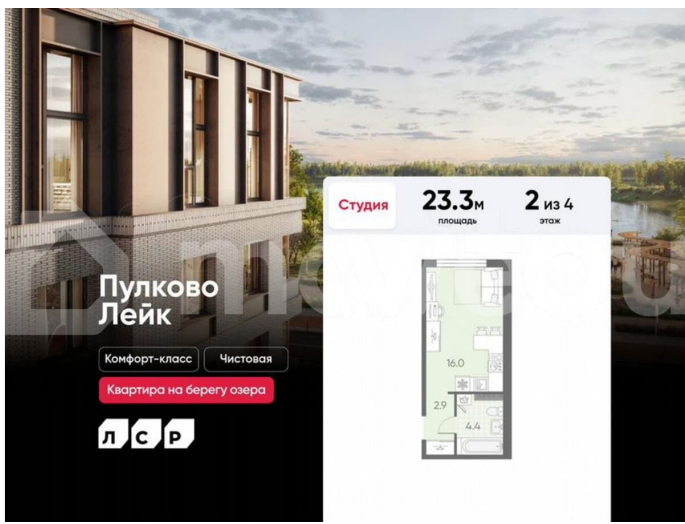 Студия
23.3м
площадь
2 из 4
этаж
Пулково
Лейк
Комфорт-класс
Чистовая
Квартира на берегу озера
ЛСР
16.0
2.9
4.4